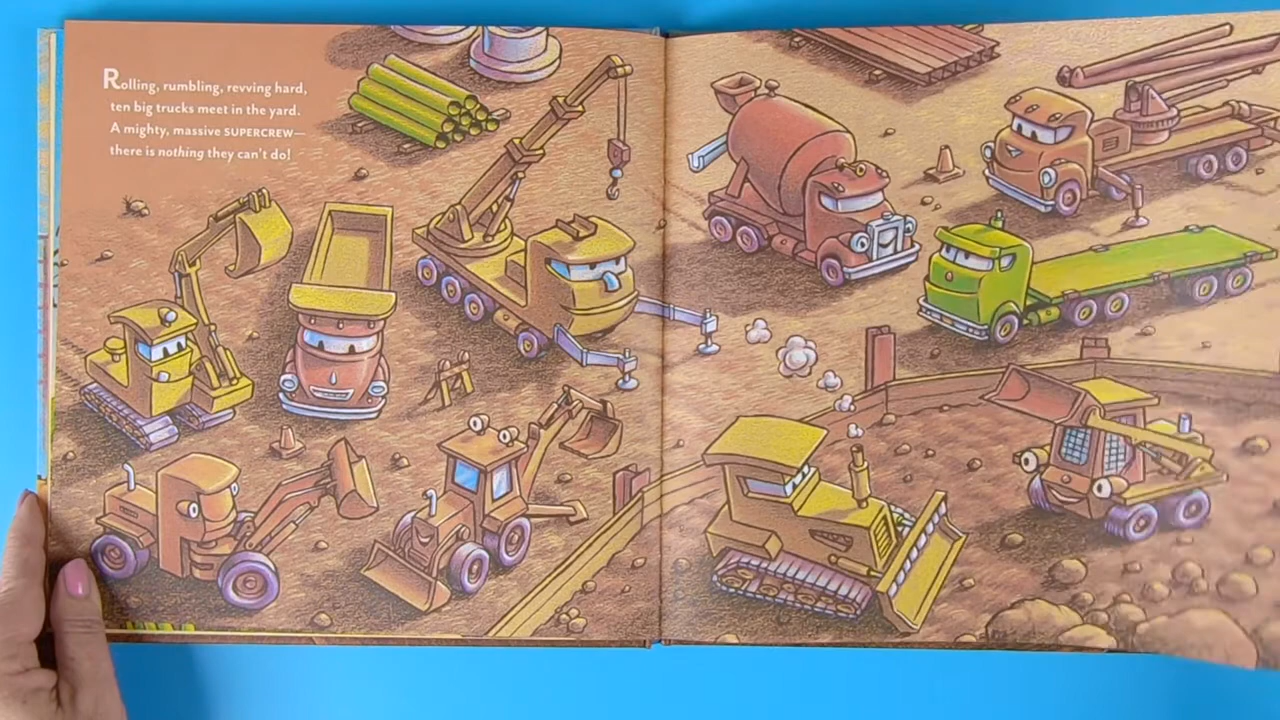 Rolling, rumbling, revving hard,
ten big trucks meet in the yard.
A mighty, massive SUPERCREW—
there is nothing they can't do!